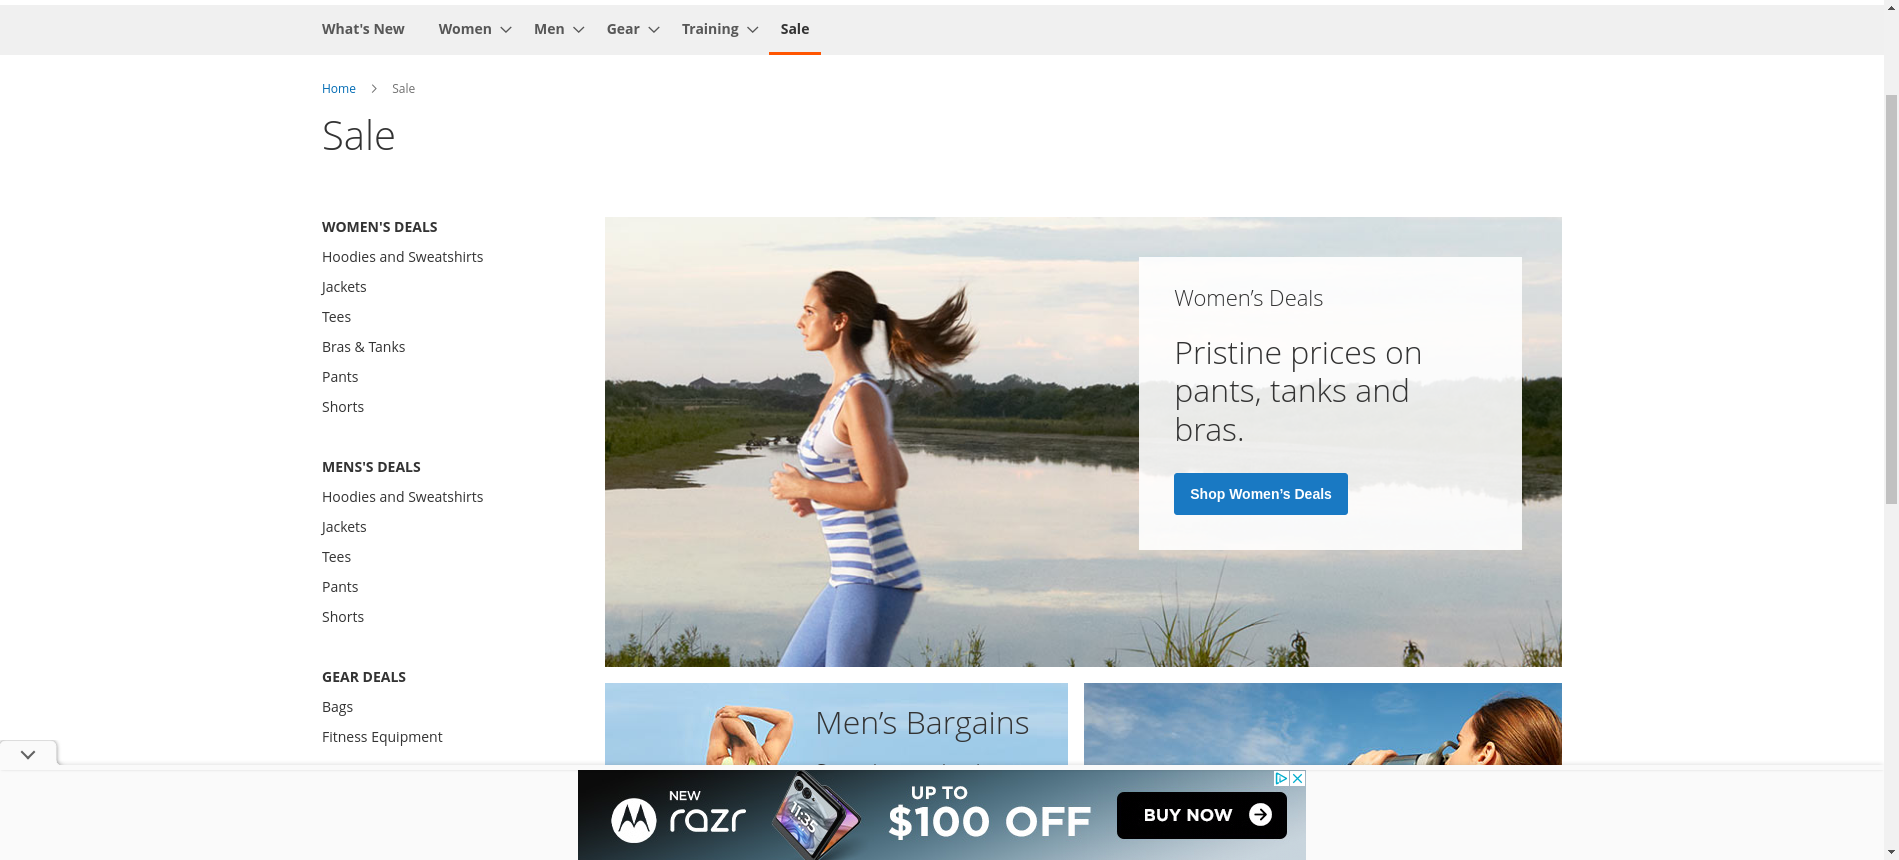 What's New Women Men Gear Training Sale
Home Sale
Sale
WOMEN'S DEALS
Hoodies and Sweatshirts
Jackets
Tees
Bras & Tanks
Pants
Shorts
MENS'S DEALS
Hoodies and Sweatshirts
Jackets
Tees
Pants
Shorts
GEAR DEALS
Bags
Fitness Equipment
Women’s Deals
Pristine prices on
pants, tanks and
bras.
Shop Women’s Deals
Men’s Bargains
NEW
razr
11:35
UP TO
$100 OFF
BUY NOW